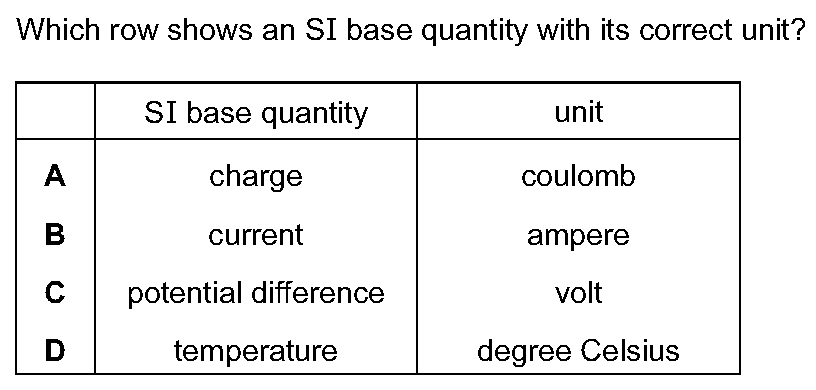 Which row shows an SI base quantity with its correct unit?
SI base quantity unit
A charge coulomb
B current ampere
C potential difference volt
D temperature degree Celsius